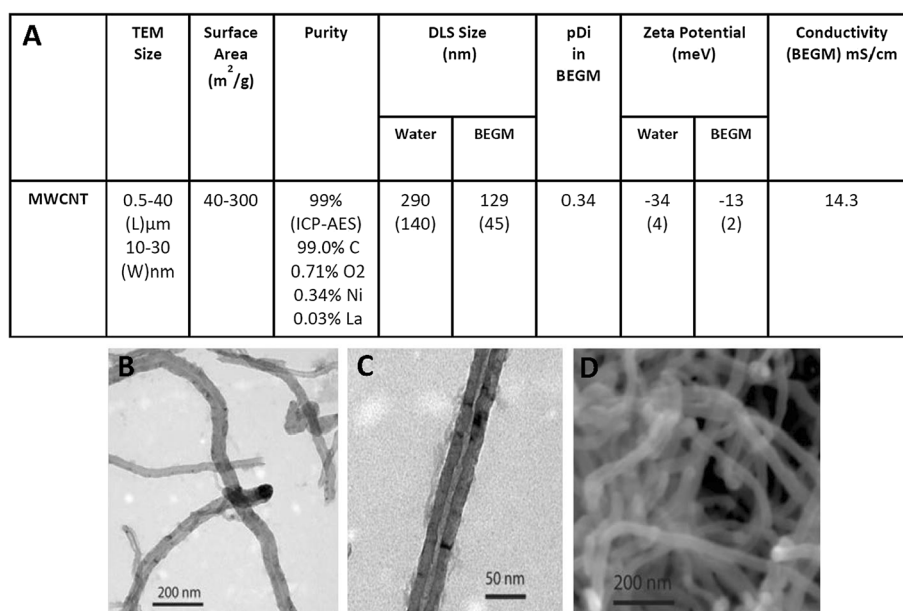 A
TEM Size
Surface Area (m²/g)
Purity
DLS Size (nm)
pDi in BEGM
Zeta Potential (meV)
Conductivity (BEGM) mS/cm
Water
BEGM
Water
BEGM
MWCNT
0.5-40 (L)µm 10-30 (W)nm
40-300
99% (ICP-AES) 99.0% C 0.71% O2 0.34% Ni 0.03% La
290 (140)
129 (45)
0.34
-34 (4)
-13 (2)
14.3
B
200 nm
C
50 nm
D
200 nm